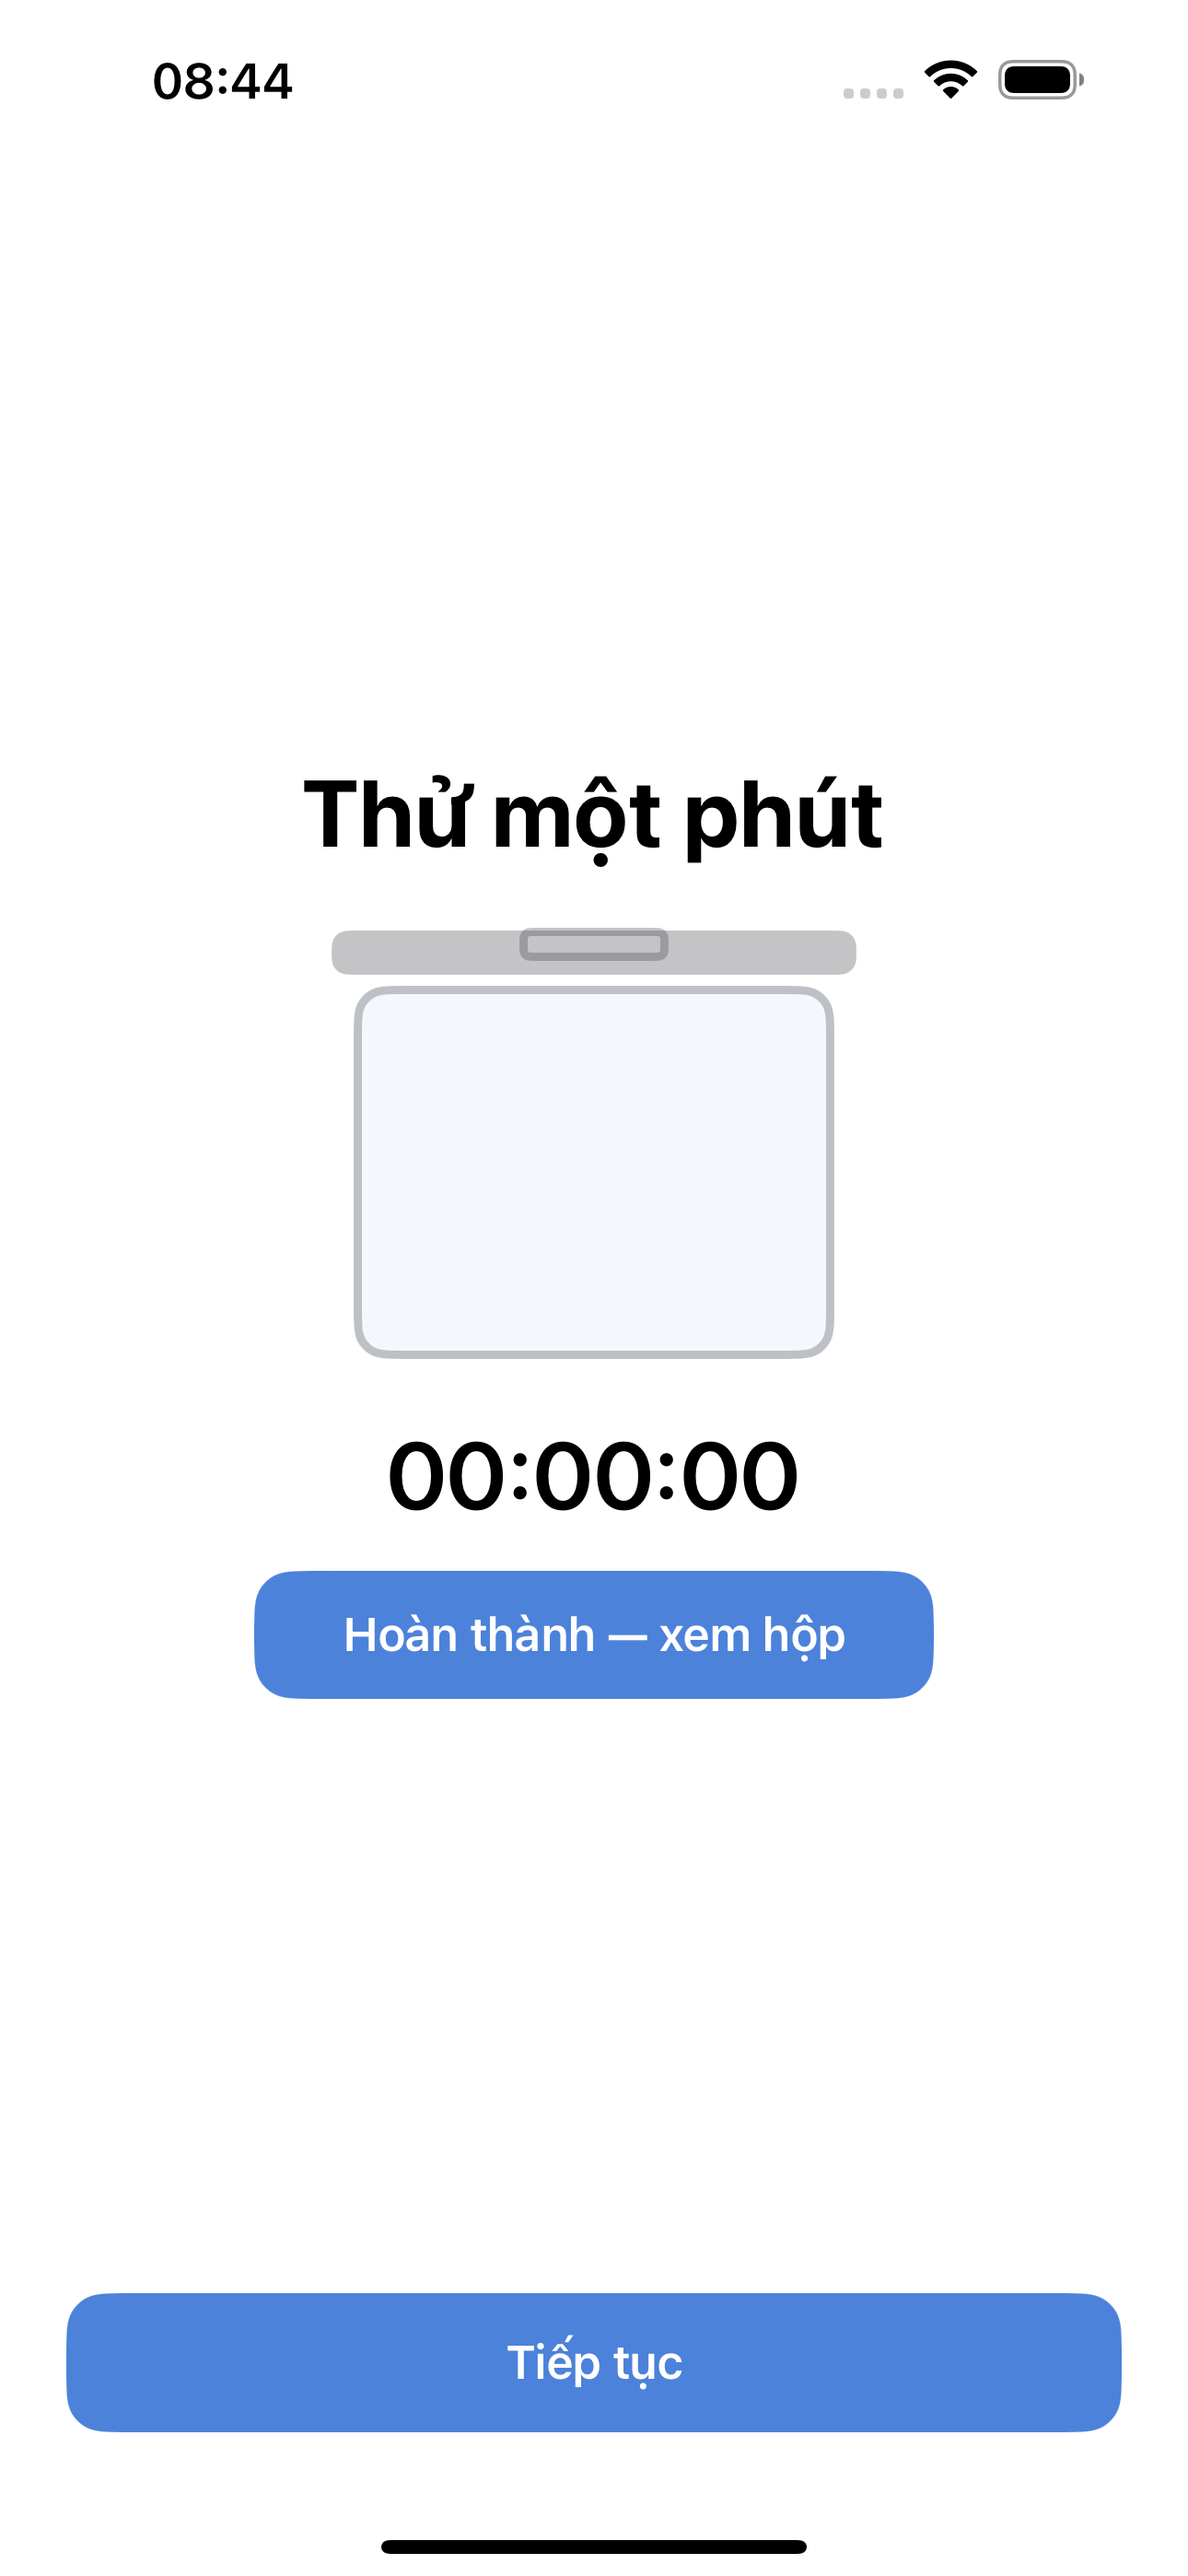 08:44
Thử một phút
00:00:00
Hoàn thành — xem hộp
Tiếp tục